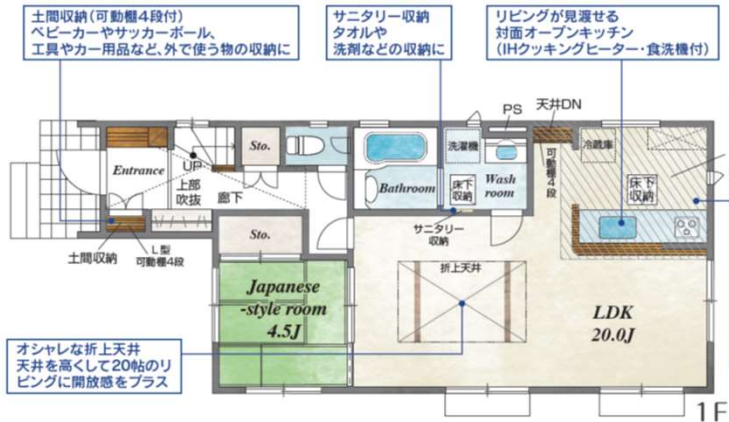 土間収納(可動棚4段付)
ベビーカーやサッカーボール、
工具やカー用品など、外で使う物の収納に
サニタリー収納
タオルや
洗剤などの収納に
リビングが見渡せる
対面オープンキッチン
(IHクッキングヒーター・食洗機付)
PS
天井DN
Entrance
UP
上部
吹抜
廊下
Sto.
Bathroom
洗濯機
床下
収納
Wash
room
可動棚4段
冷蔵庫
床下
収納
土間収納
L型
可動棚4段
Sto.
サニタリー
収納
折上天井
Japanese
-style room
4.5J
LDK
20.0J
オシャレな折上天井
天井を高くして20帖のリ
ビングに開放感をプラス
1F